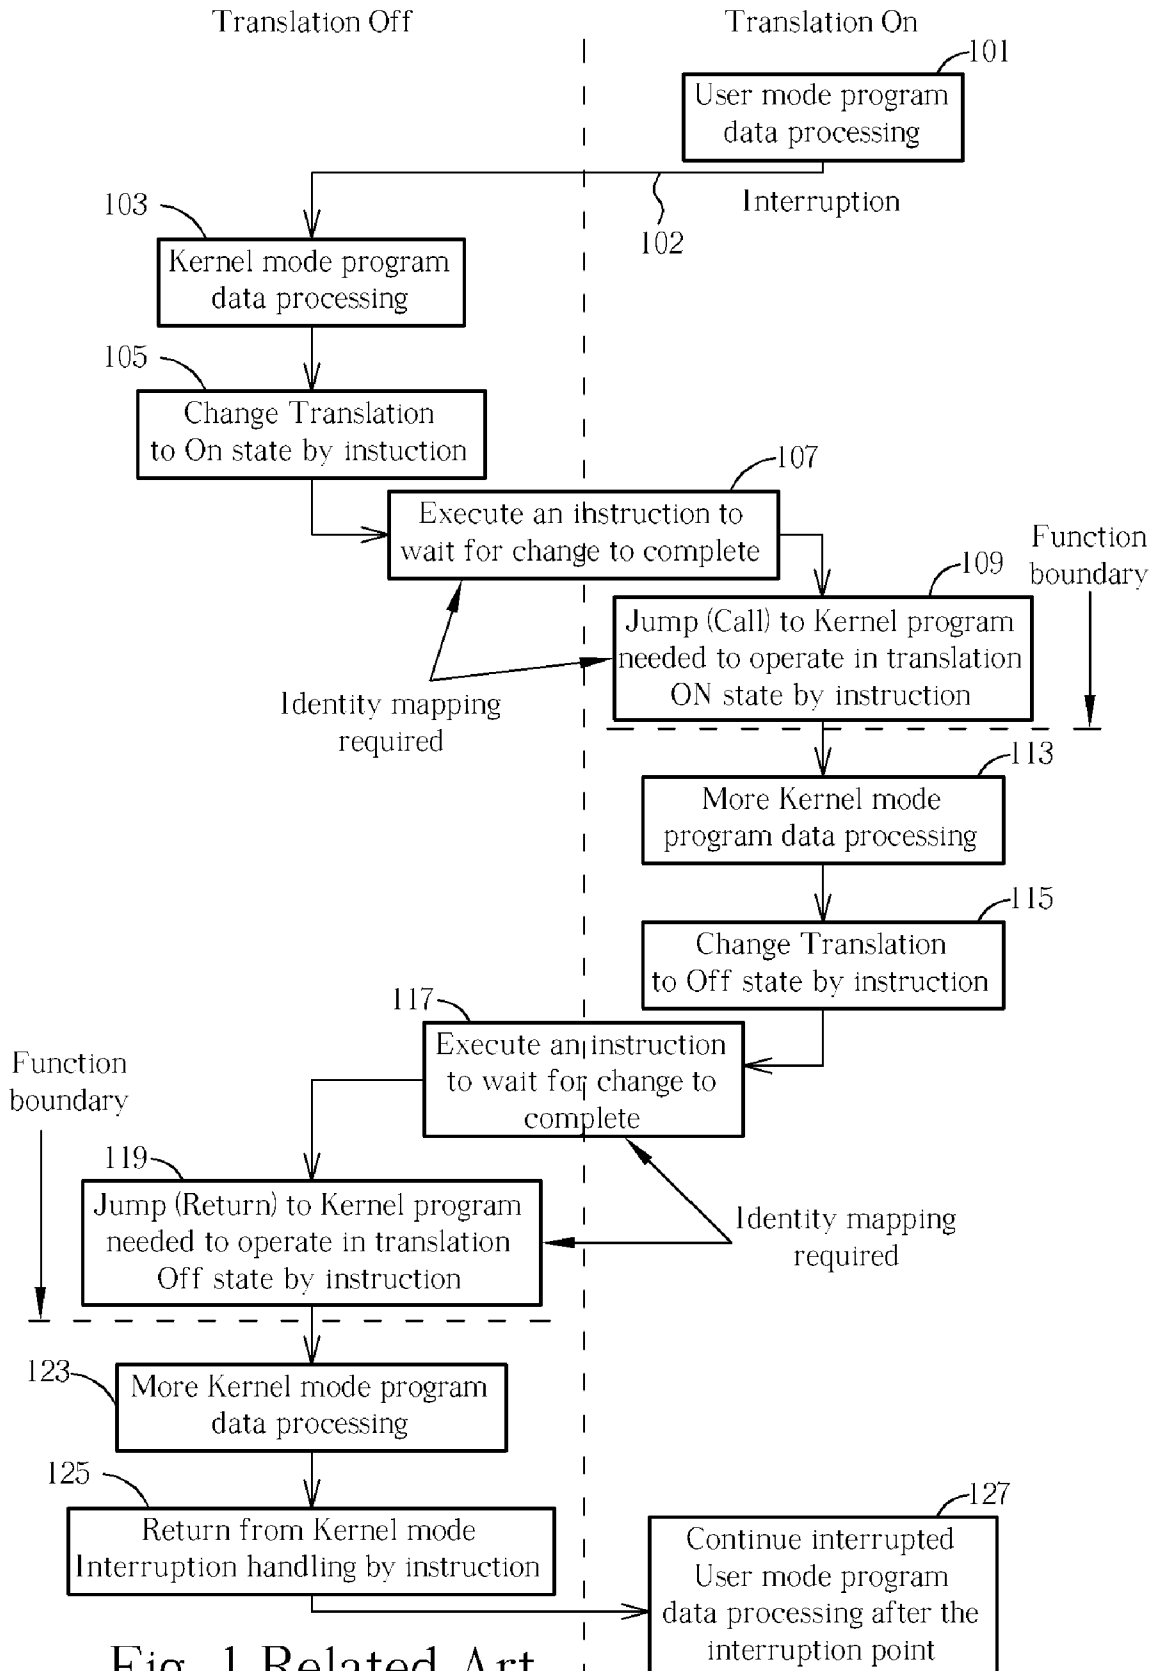 Translation Off
Translation On
101
User mode program
data processing
Interruption
102
103
Kernel mode program
data processing
105
Change Translation
to On state by instuction
107
Execute an instruction to
wait for change to complete
Function
boundary
109
Jump (Call) to Kernel program
needed to operate in translation
ON state by instruction
Identity mapping
required
113
More Kernel mode
program data processing
115
Change Translation
to Off state by instruction
117
Execute an instruction
to wait for change to
complete
Function
boundary
119
Jump (Return) to Kernel program
needed to operate in translation
Off state by instruction
Identity mapping
required
123
More Kernel mode program
data processing
125
Return from Kernel mode
Interruption handling by instruction
127
Continue interrupted
User mode program
data processing after the
interruption point
Fig. 1 Related Art